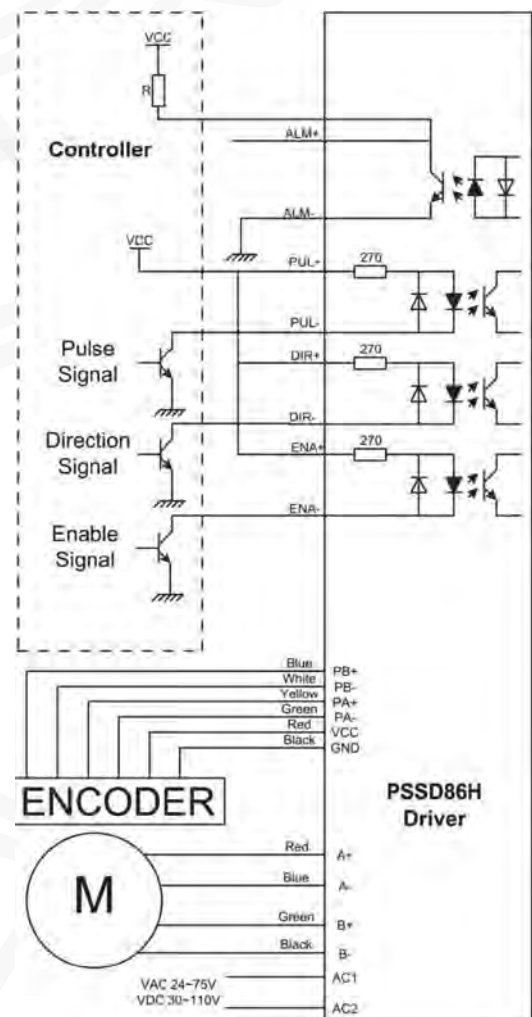 VCC
R
ALM+
Controller
ALM-
VCC
PUL+
270
PUL-
Pulse
Signal
DIR+
270
DIR-
Direction
Signal
ENA+
270
ENA-
Enable
Signal
Blue
PB+
White
PB-
Yellow
PA+
Green
PA-
Red
VCC
Black
GND
ENCODER
PSSD86H
Driver
M
Red
A+
Blue
A-
Green
B+
Black
B-
VAC 24~75V
AC1
VDC 30~110V
AC2